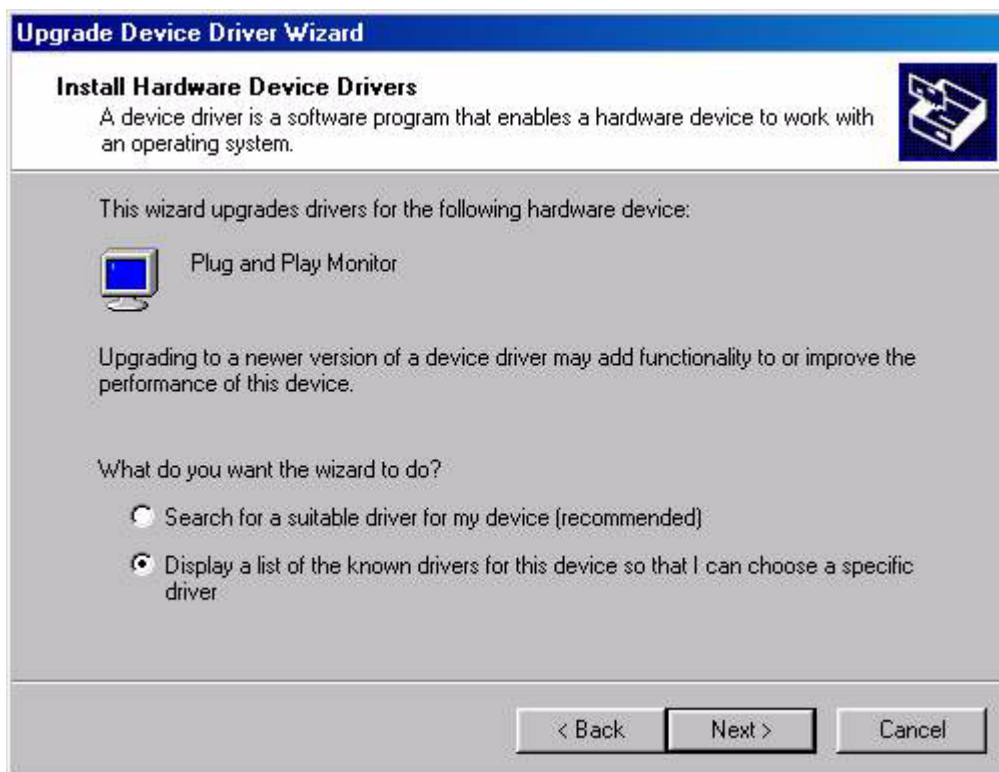 Upgrade Device Driver Wizard
Install Hardware Device Drivers
A device driver is a software program that enables a hardware device to work with
an operating system.
This wizard upgrades drivers for the following hardware device:
Plug and Play Monitor
Upgrading to a newer version of a device driver may add functionality to or improve the
performance of this device.
What do you want the wizard to do?
Search for a suitable driver for my device (recommended)
Display a list of the known drivers for this device so that I can choose a specific
driver
< Back
Next >
Cancel